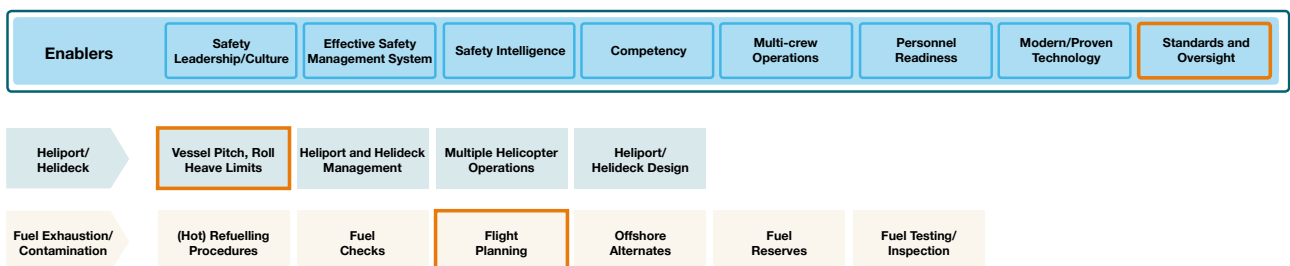 Enablers
Safety
Leadership/Culture
Effective Safety
Management System
Safety Intelligence
Competency
Multi-crew
Operations
Personnel
Readiness
Modern/Proven
Technology
Standards and
Oversight
Heliport/
Helideck
Vessel Pitch, Roll
Heave Limits
Heliport and Helideck
Management
Multiple Helicopter
Operations
Heliport/
Helideck Design
Fuel Exhaustion/
Contamination
(Hot) Refuelling
Procedures
Fuel
Checks
Flight
Planning
Offshore
Alternates
Fuel
Reserves
Fuel Testing/
Inspection